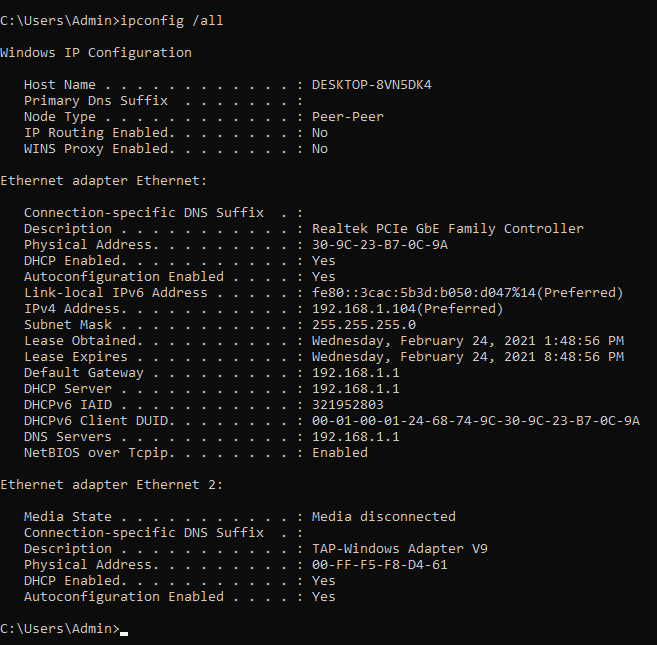 C:\Users\Admin>ipconfig /all
Windows IP Configuration
   Host Name . . . . . . . . . . . . : DESKTOP-8VN5DK4
   Primary Dns Suffix  . . . . . . . :
   Node Type . . . . . . . . . . . . : Peer-Peer
   IP Routing Enabled. . . . . . . . : No
   WINS Proxy Enabled. . . . . . . . : No
Ethernet adapter Ethernet:
   Connection-specific DNS Suffix  . :
   Description . . . . . . . . . . . : Realtek PCIe GbE Family Controller
   Physical Address. . . . . . . . . : 30-9C-23-B7-0C-9A
   DHCP Enabled. . . . . . . . . . . : Yes
   Autoconfiguration Enabled . . . . : Yes
   Link-local IPv6 Address . . . . . : fe80::3cac:5b3d:b050:d047%14(Preferred)
   IPv4 Address. . . . . . . . . . . : 192.168.1.104(Preferred)
   Subnet Mask . . . . . . . . . . . : 255.255.255.0
   Lease Obtained. . . . . . . . . . : Wednesday, February 24, 2021 1:48:56 PM
   Lease Expires . . . . . . . . . . : Wednesday, February 24, 2021 8:48:56 PM
   Default Gateway . . . . . . . . . : 192.168.1.1
   DHCP Server . . . . . . . . . . . : 192.168.1.1
   DHCPv6 IAID . . . . . . . . . . . : 321952803
   DHCPv6 Client DUID. . . . . . . . : 00-01-00-01-24-68-74-9C-30-9C-23-B7-0C-9A
   DNS Servers . . . . . . . . . . . : 192.168.1.1
   NetBIOS over Tcpip. . . . . . . . : Enabled
Ethernet adapter Ethernet 2:
   Media State . . . . . . . . . . . : Media disconnected
   Connection-specific DNS Suffix  . :
   Description . . . . . . . . . . . : TAP-Windows Adapter V9
   Physical Address. . . . . . . . . : 00-FF-F5-F8-D4-61
   DHCP Enabled. . . . . . . . . . . : Yes
   Autoconfiguration Enabled . . . . : Yes
C:\Users\Admin>